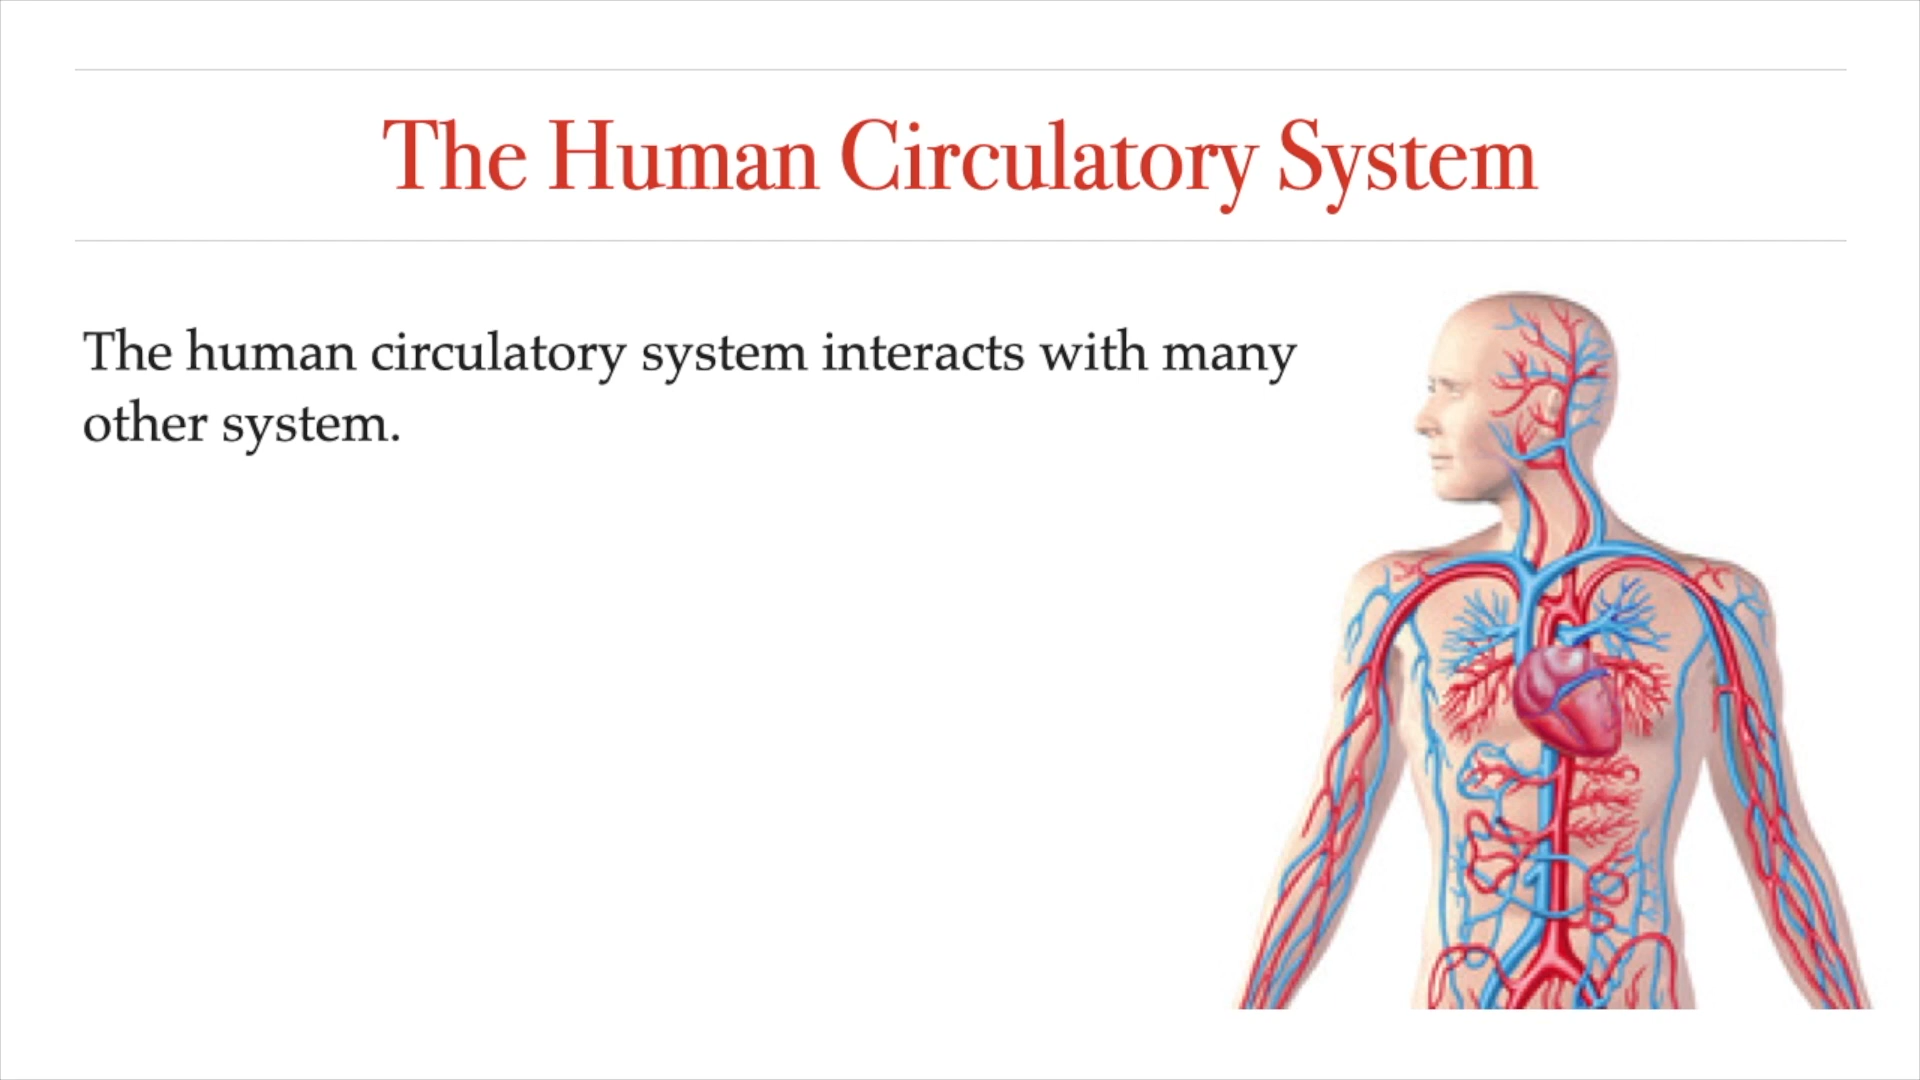 The Human Circulatory System
The human circulatory system interacts with many
other system.